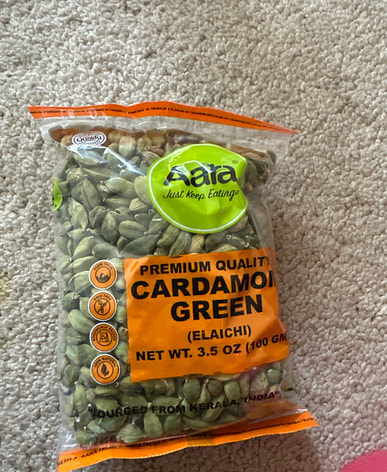 Quality
Aara
Just Keep Eating
PREMIUM QUALITY
CARDAMOM
GREEN
(ELAICHI)
NET WT. 3.5 OZ (100 GM
SOURCED FROM KERALA, "INDIA"